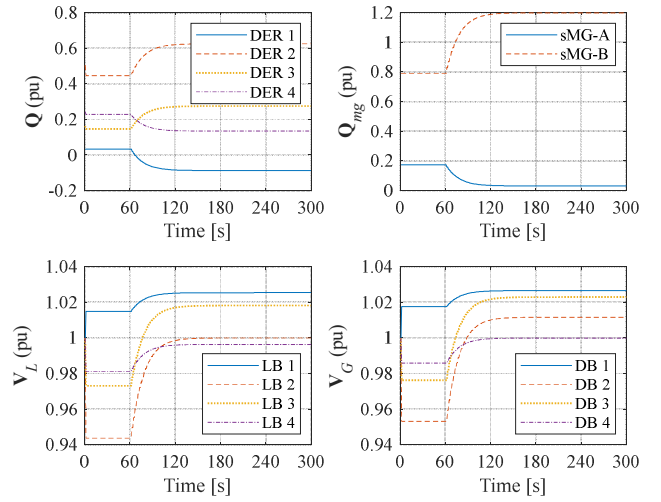 0.8
0.6
0.4
0.2
0
-0.2
Q (pu)
DER 1
DER 2
DER 3
DER 4
0 60 120 180 240 300
Time [s]
1.2
1
0.8
0.6
0.4
0.2
0
Qmg (pu)
sMG-A
sMG-B
0 60 120 180 240 300
Time [s]
1.04
1.02
1
0.98
0.96
0.94
VL (pu)
LB 1
LB 2
LB 3
LB 4
0 60 120 180 240 300
Time [s]
1.04
1.02
1
0.98
0.96
0.94
VG (pu)
DB 1
DB 2
DB 3
DB 4
0 60 120 180 240 300
Time [s]